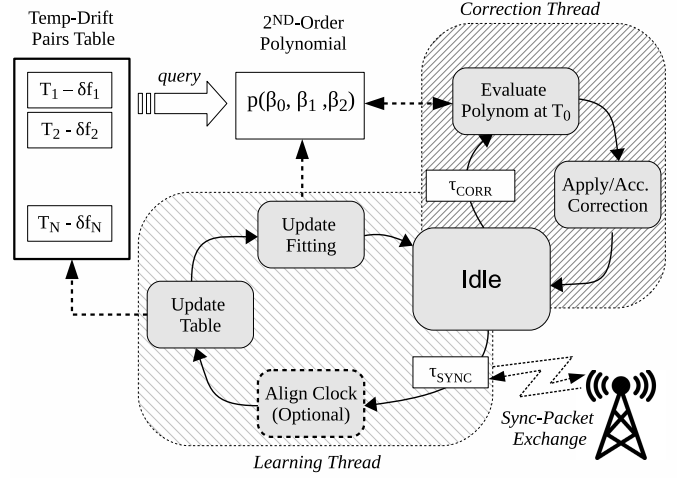 Temp-Drift
Pairs Table
T1 – δf1
T2 - δf2
TN - δfN
query
2ND-Order
Polynomial
p(β0, β1 ,β2)
Correction Thread
Evaluate
Polynom at T0
Apply/Acc.
Correction
τCORR
Update
Fitting
Idle
Update
Table
τSYNC
Align Clock
(Optional)
Sync-Packet
Exchange
Learning Thread